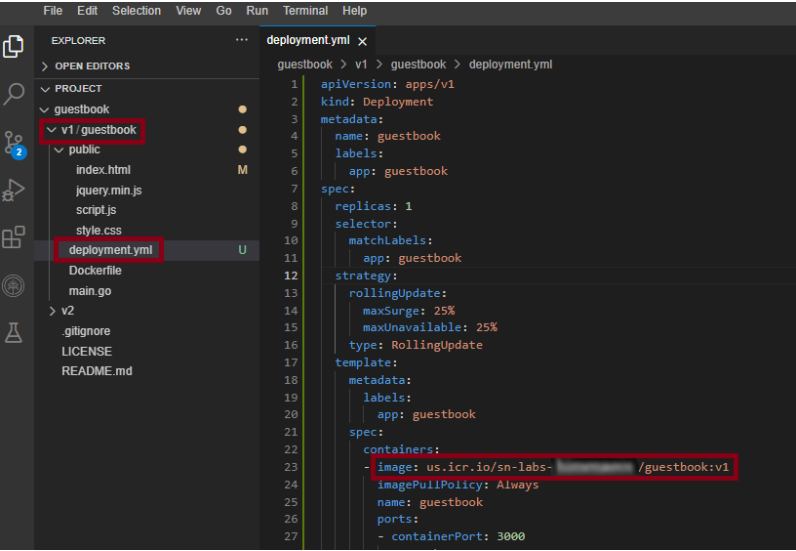 File Edit Selection View Go Run Terminal Help
EXPLORER ···
OPEN EDITORS
PROJECT
guestbook
v1/guestbook
public
index.html M
jquery.min.js
script.js
style.css
deployment.yml U
Dockerfile
main.go
v2
.gitignore
LICENSE
README.md
2
deployment.yml ×
guestbook > v1 > guestbook > deployment.yml
1 apiVersion: apps/v1
2 kind: Deployment
3 metadata:
4 name: guestbook
5 labels:
6 app: guestbook
7 spec:
8 replicas: 1
9 selector:
10 matchLabels:
11 app: guestbook
12 strategy:
13 rollingUpdate:
14 maxSurge: 25%
15 maxUnavailable: 25%
16 type: RollingUpdate
17 template:
18 metadata:
19 labels:
20 app: guestbook
21 spec:
22 containers:
23 - image: us.icr.io/sn-labs- /guestbook:v1
24 imagePullPolicy: Always
25 name: guestbook
26 ports:
27 - containerPort: 3000